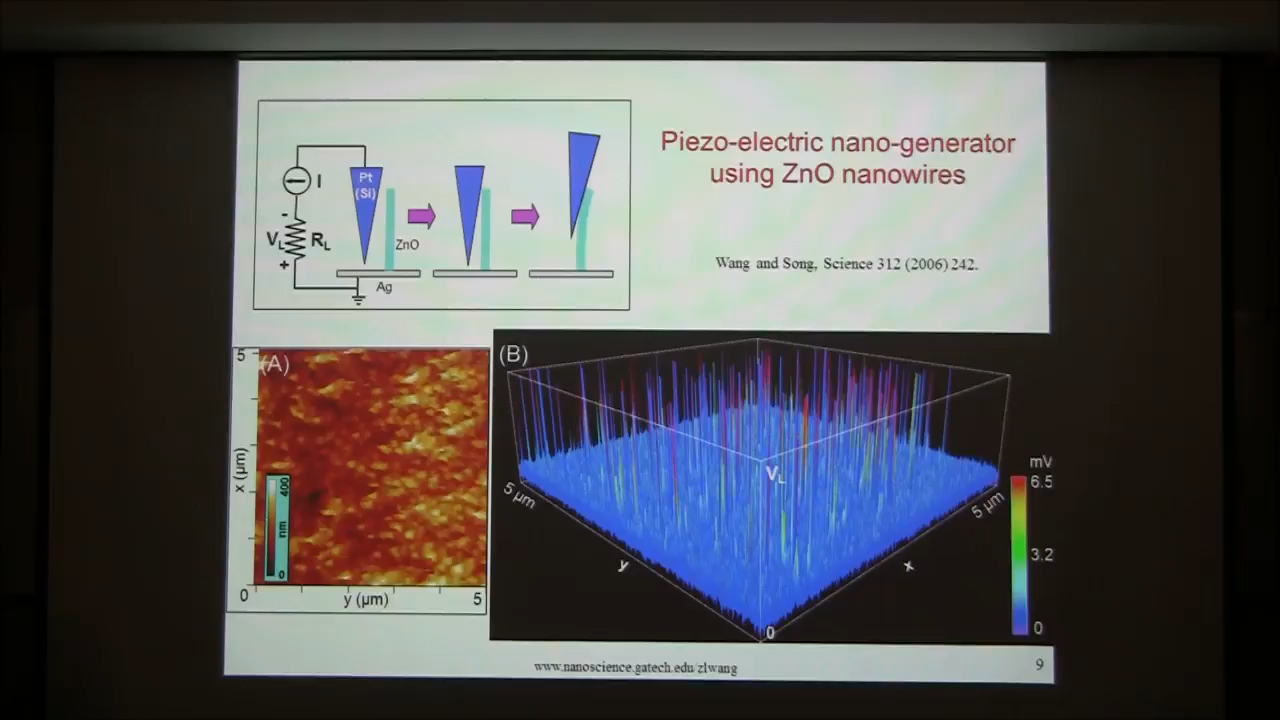 Piezo-electric nano-generator
using ZnO nanowires
Wang and Song, Science 312 (2006) 242.
I
Pt
(Si)
-
VL
RL
+
ZnO
Ag
(A)
5
x (μm)
400
nm
0
0
y (μm)
5
(B)
VL
5 μm
5 μm
y
x
0
mV
6.5
3.2
0
www.nanoscience.gatech.edu/zlwang
9